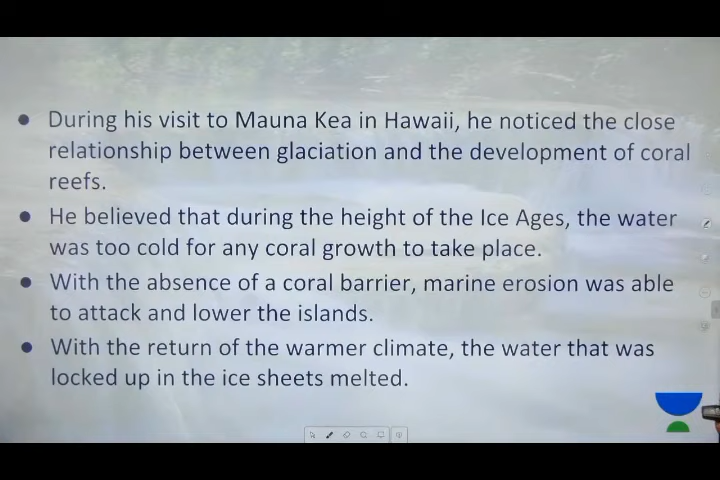 During his visit to Mauna Kea in Hawaii, he noticed the close
relationship between glaciation and the development of coral
reefs.
He believed that during the height of the Ice Ages, the water
was too cold for any coral growth to take place.
With the absence of a coral barrier, marine erosion was able
to attack and lower the islands.
With the return of the warmer climate, the water that was
locked up in the ice sheets melted.